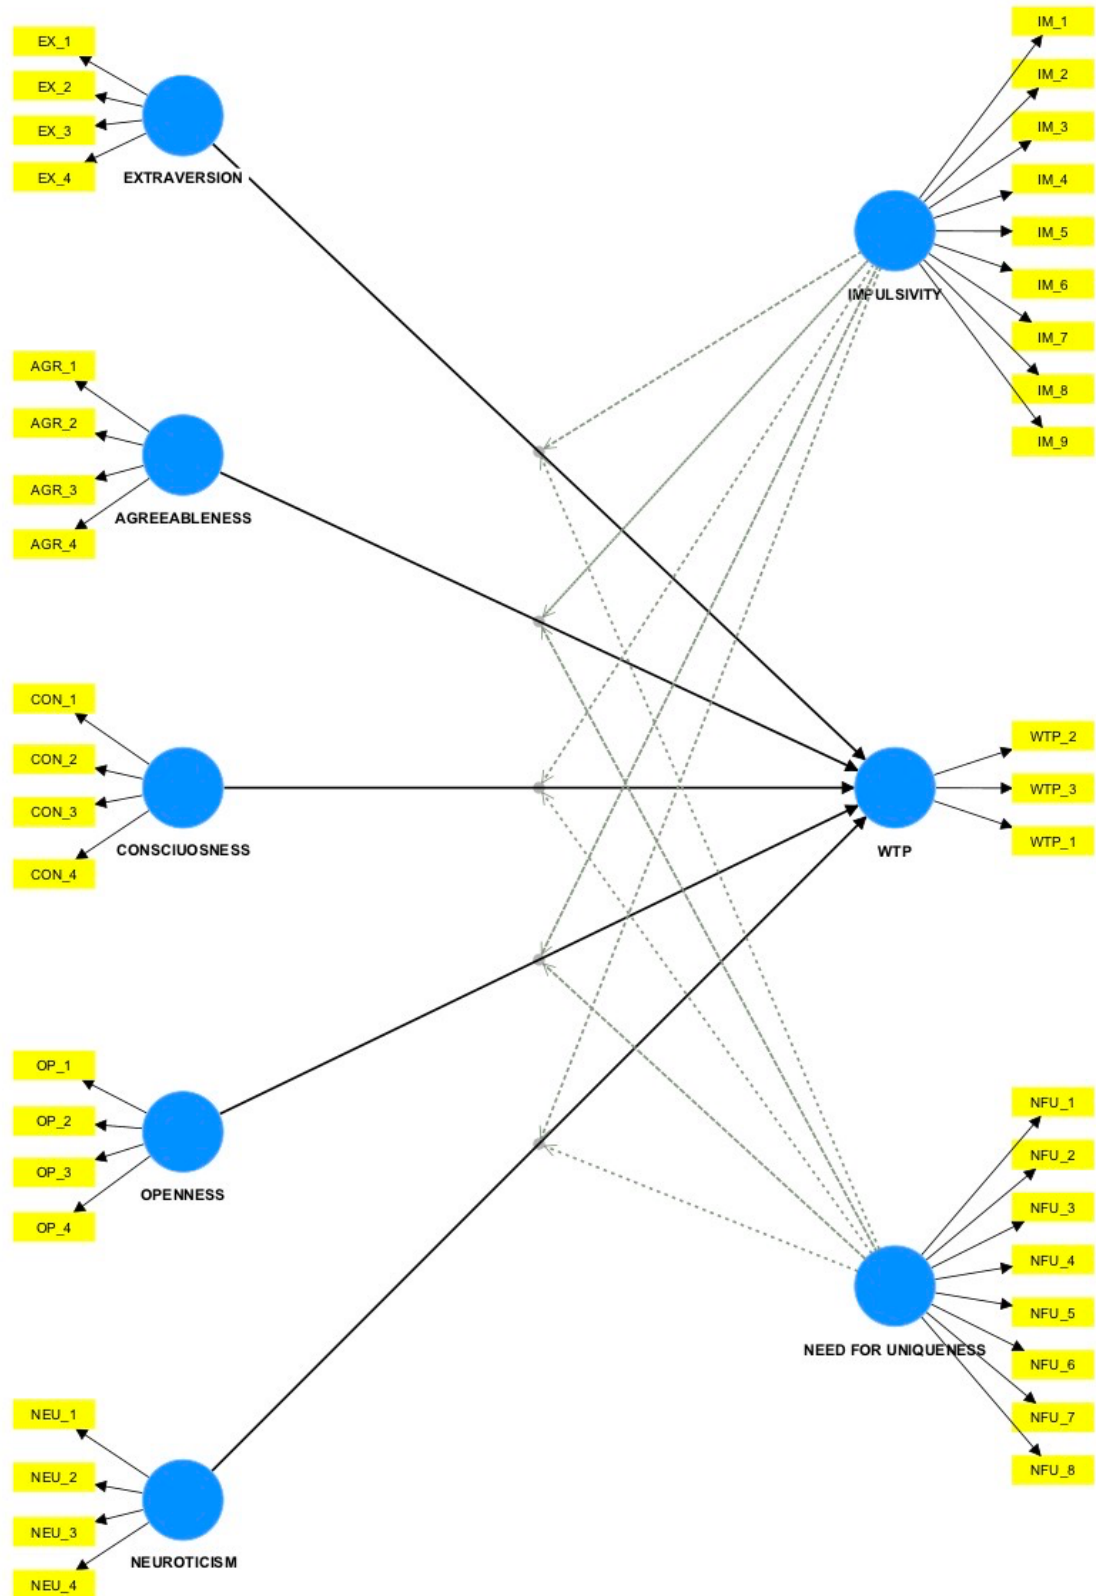 EX_1
EX_2
EX_3
EX_4
EXTRAVERSION
AGR_1
AGR_2
AGR_3
AGR_4
AGREEABLENESS
CON_1
CON_2
CON_3
CON_4
CONSCIUOSNESS
OP_1
OP_2
OP_3
OP_4
OPENNESS
NEU_1
NEU_2
NEU_3
NEU_4
NEUROTICISM
IM_1
IM_2
IM_3
IM_4
IM_5
IM_6
IM_7
IM_8
IM_9
IMPULSIVITY
WTP_2
WTP_3
WTP_1
WTP
NFU_1
NFU_2
NFU_3
NFU_4
NFU_5
NFU_6
NFU_7
NFU_8
NEED FOR UNIQUENESS